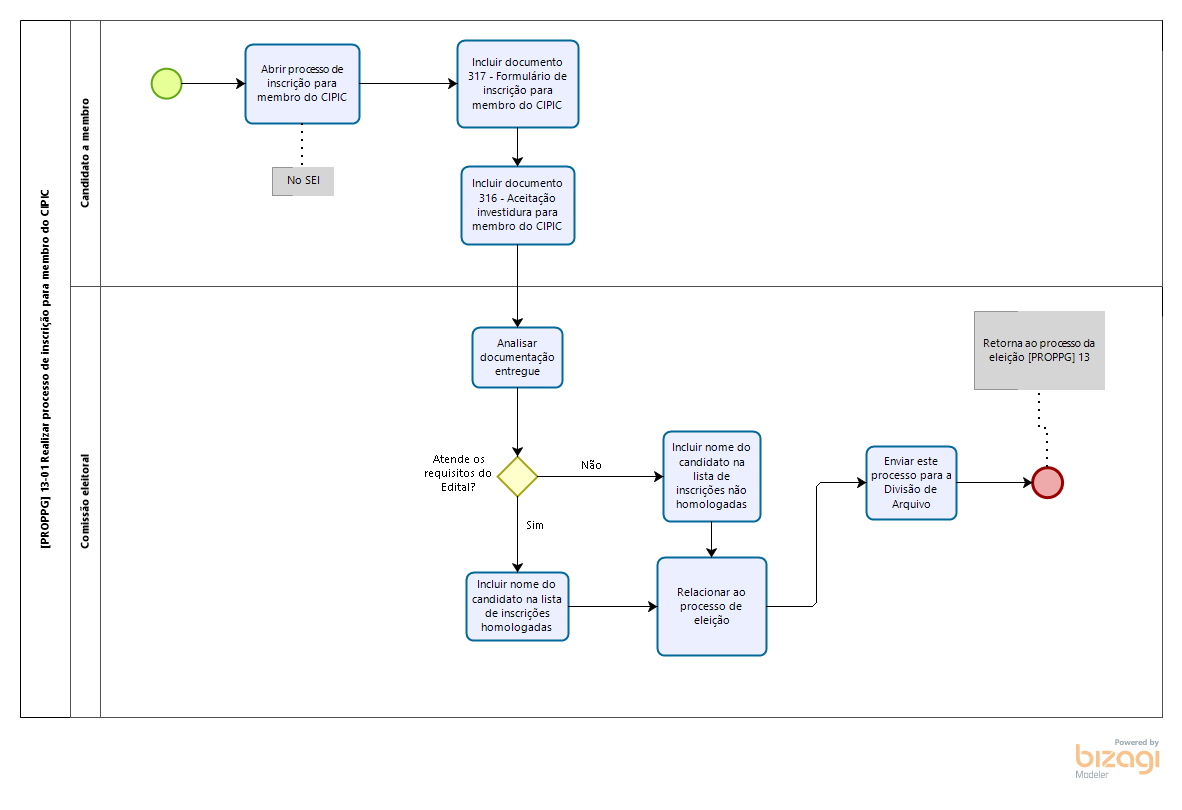 [PROPPG] 13-01 Realizar processo de inscrição para membro do CIPIC
Candidato a membro
Abrir processo de
inscrição para
membro do CIPIC
No SEI
Incluir documento
317 - Formulário de
inscrição para
membro do CIPIC
Incluir documento
316 - Aceitação
investidura para
membro do CIPIC
Comissão eleitoral
Analisar
documentação
entregue
Atende os
requisitos do
Edital?
Não
Sim
Incluir nome do
candidato na
lista de
inscrições não
homologadas
Incluir nome do
candidato na lista
de inscrições
homologadas
Relacionar ao
processo de
eleição
Enviar este
processo para a
Divisão de
Arquivo
Retorna ao processo da
eleição [PROPPG] 13
Powered by
bizagi
Modeler